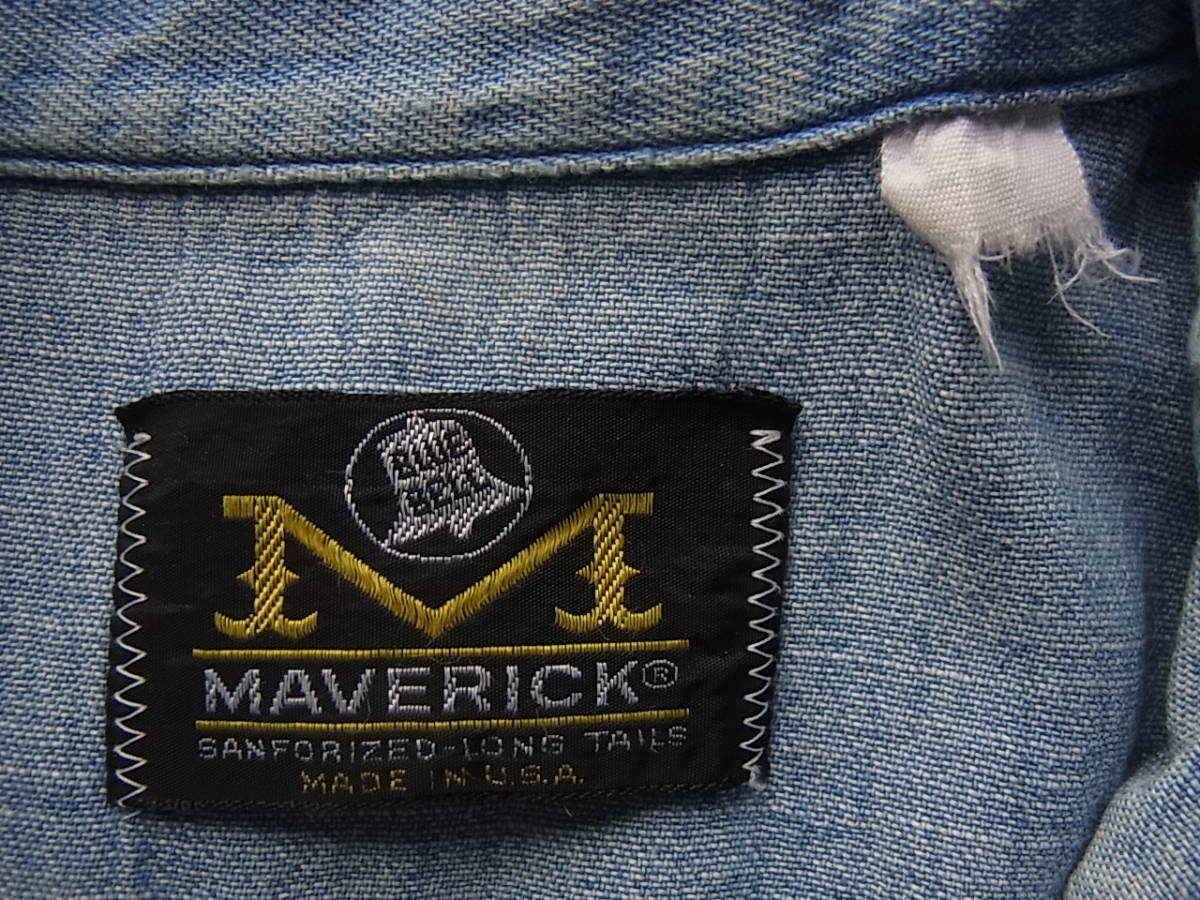 BLUE
BELL
M
MAVERICK®
SANFORIZED-LONG TAILS
MADE IN U.S.A.